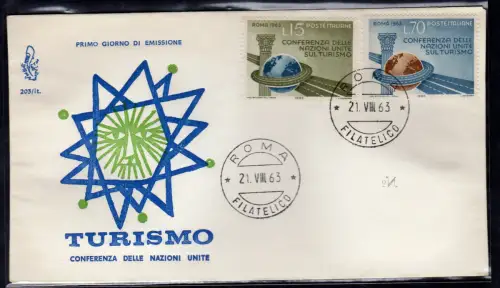 PRIMO GIORNO DI EMISSIONE
203/it.
TURISMO
CONFERENZA DELLE NAZIONI UNITE
ROMA 1963 POSTE ITALIANE
L.15
CONFERENZA DELLE
NAZIONI UNITE
SUL TURISMO
ROMA 1963 POSTE ITALIANE
L.70
CONFERENZA DELLE
NAZIONI UNITE
SUL TURISMO
ROMA
* 21. VIII. 63 *
FILATELICO
ROMA
* 21. VIII. 63 *
FILATELICO